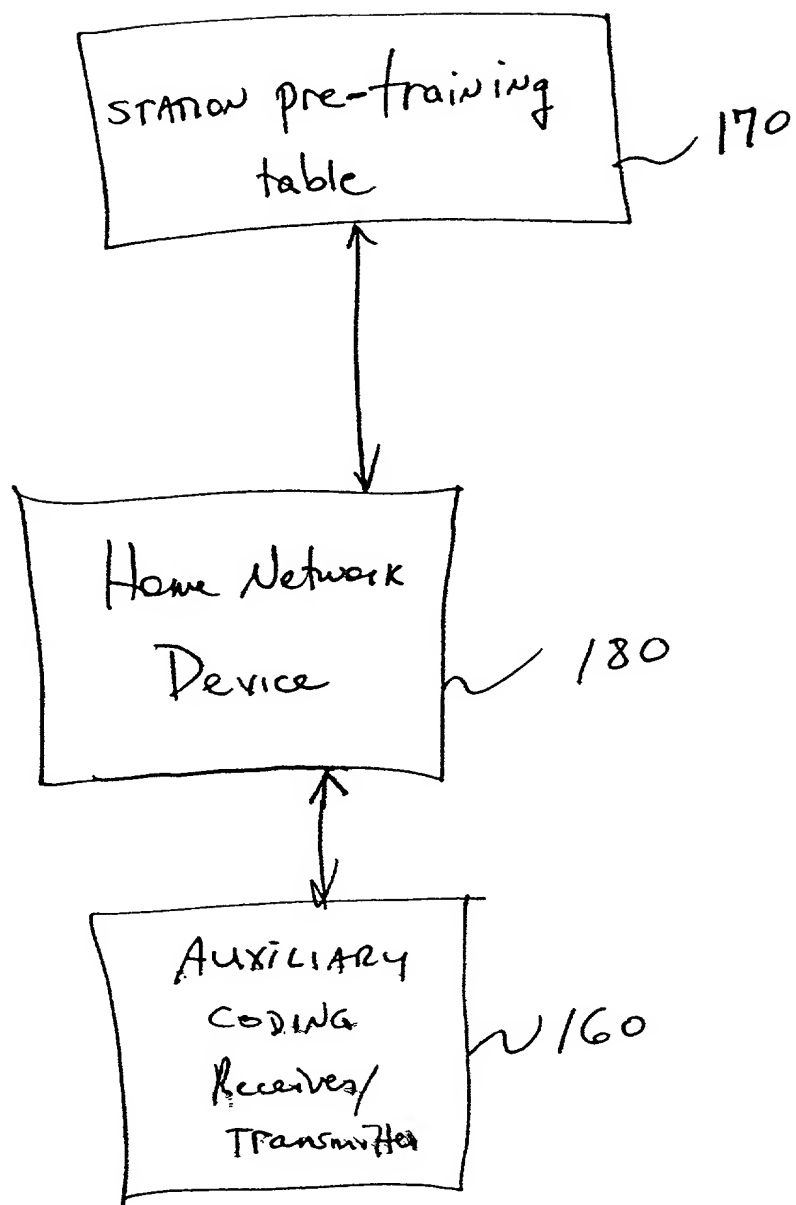 STATION pre-training
table
170
Home Network
Device
180
AUXILIARY
CODING
Receiver/
Transmitter
160